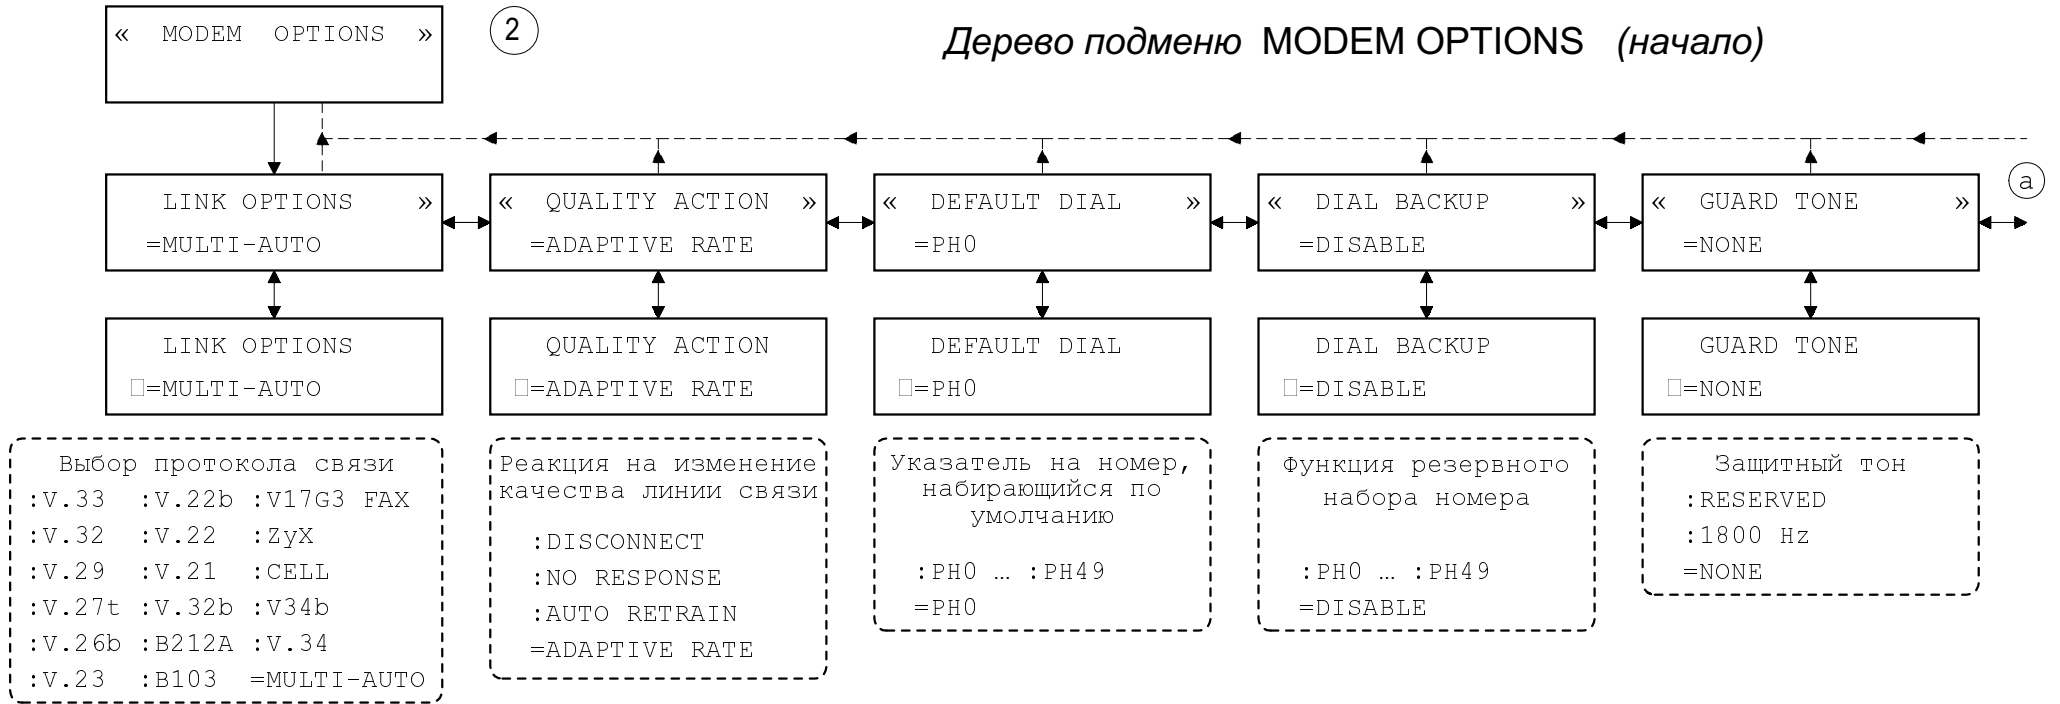 « MODEM OPTIONS »
2
Дерево подменю MODEM OPTIONS (начало)
LINK OPTIONS »
=MULTI-AUTO
« QUALITY ACTION »
=ADAPTIVE RATE
« DEFAULT DIAL »
=PH0
« DIAL BACKUP »
=DISABLE
« GUARD TONE »
=NONE
a
LINK OPTIONS
□=MULTI-AUTO
QUALITY ACTION
□=ADAPTIVE RATE
DEFAULT DIAL
□=PH0
DIAL BACKUP
□=DISABLE
GUARD TONE
□=NONE
Выбор протокола связи
:V.33 :V.22b :V17G3 FAX
:V.32 :V.22 :ZyX
:V.29 :V.21 :CELL
:V.27t :V.32b :V34b
:V.26b :B212A :V.34
:V.23 :B103 =MULTI-AUTO
Реакция на изменение
качества линии связи
:DISCONNECT
:NO RESPONSE
:AUTO RETRAIN
=ADAPTIVE RATE
Указатель на номер,
набирающийся по
умолчанию
:PH0 … :PH49
=PH0
Функция резервного
набора номера
:PH0 … :PH49
=DISABLE
Защитный тон
:RESERVED
:1800 Hz
=NONE